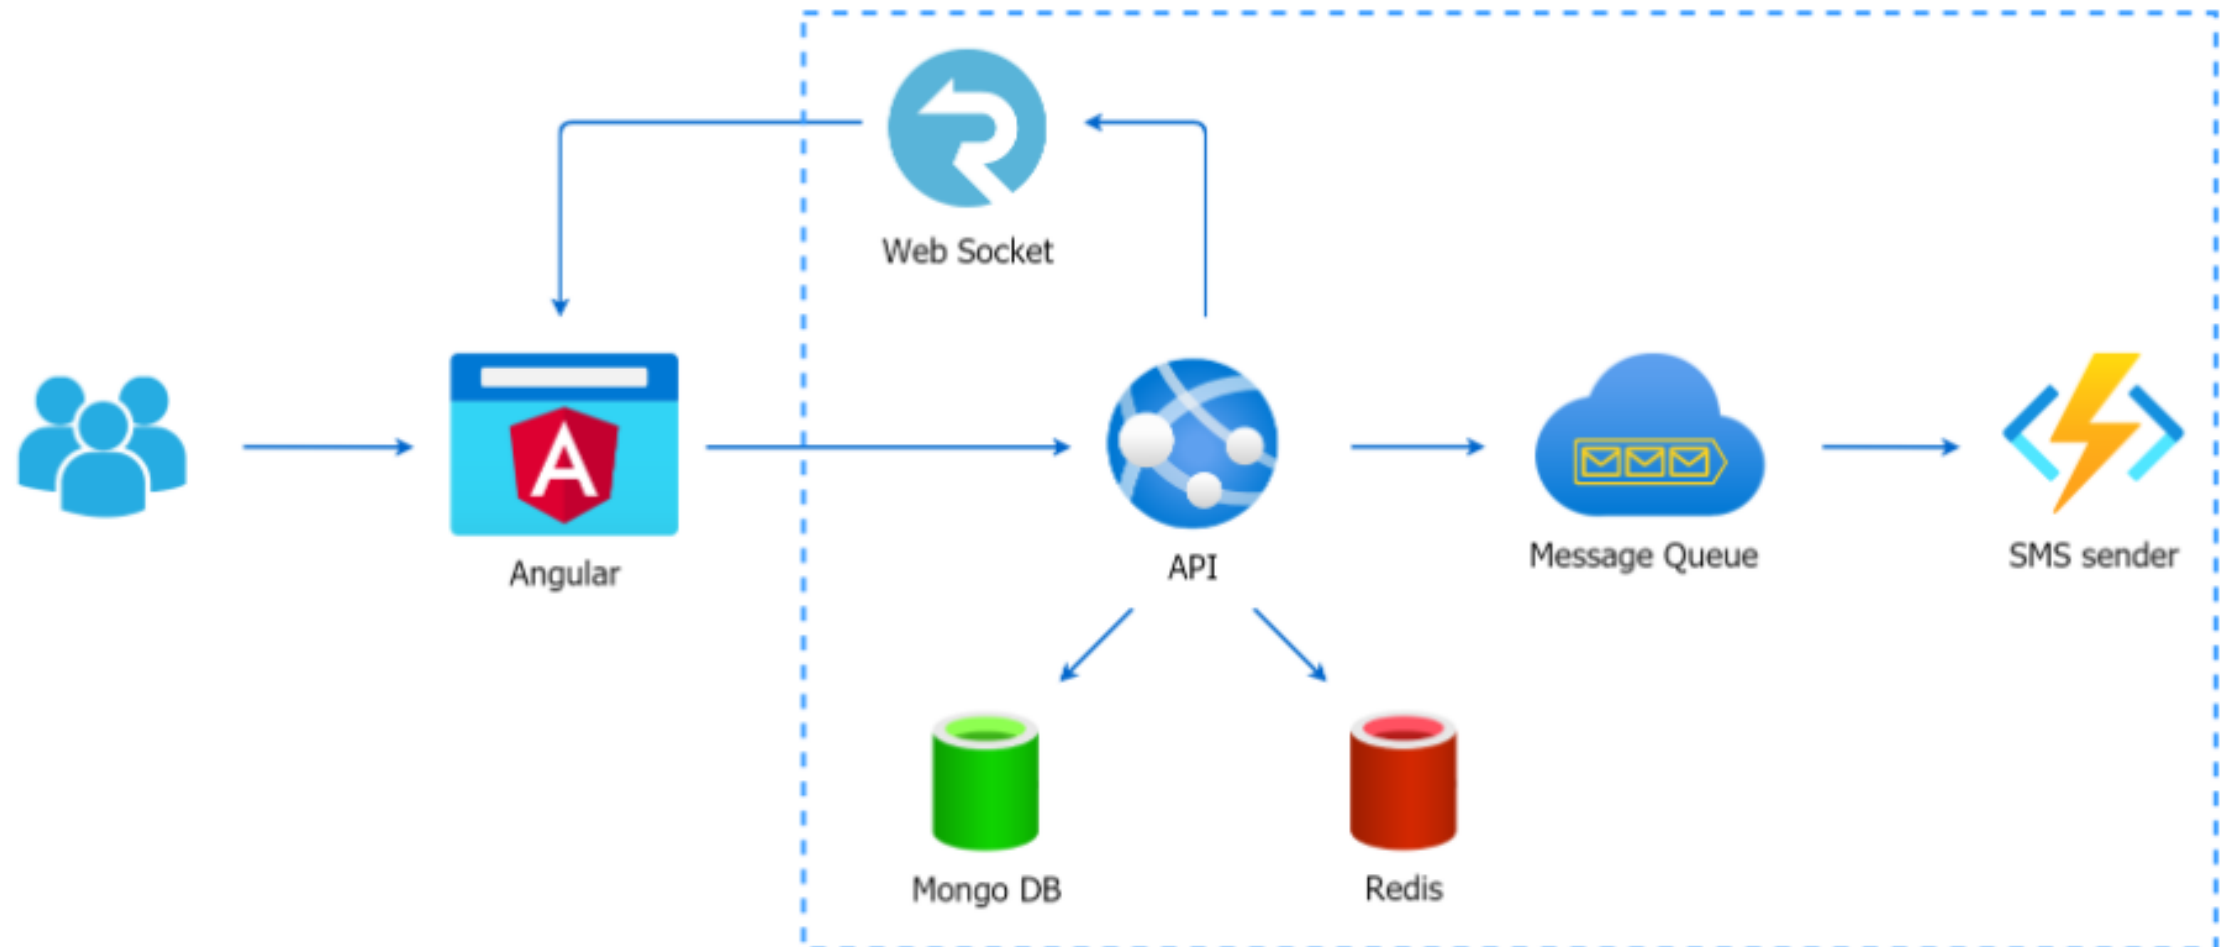 Web Socket
Angular
API
Message Queue
SMS sender
Mongo DB
Redis